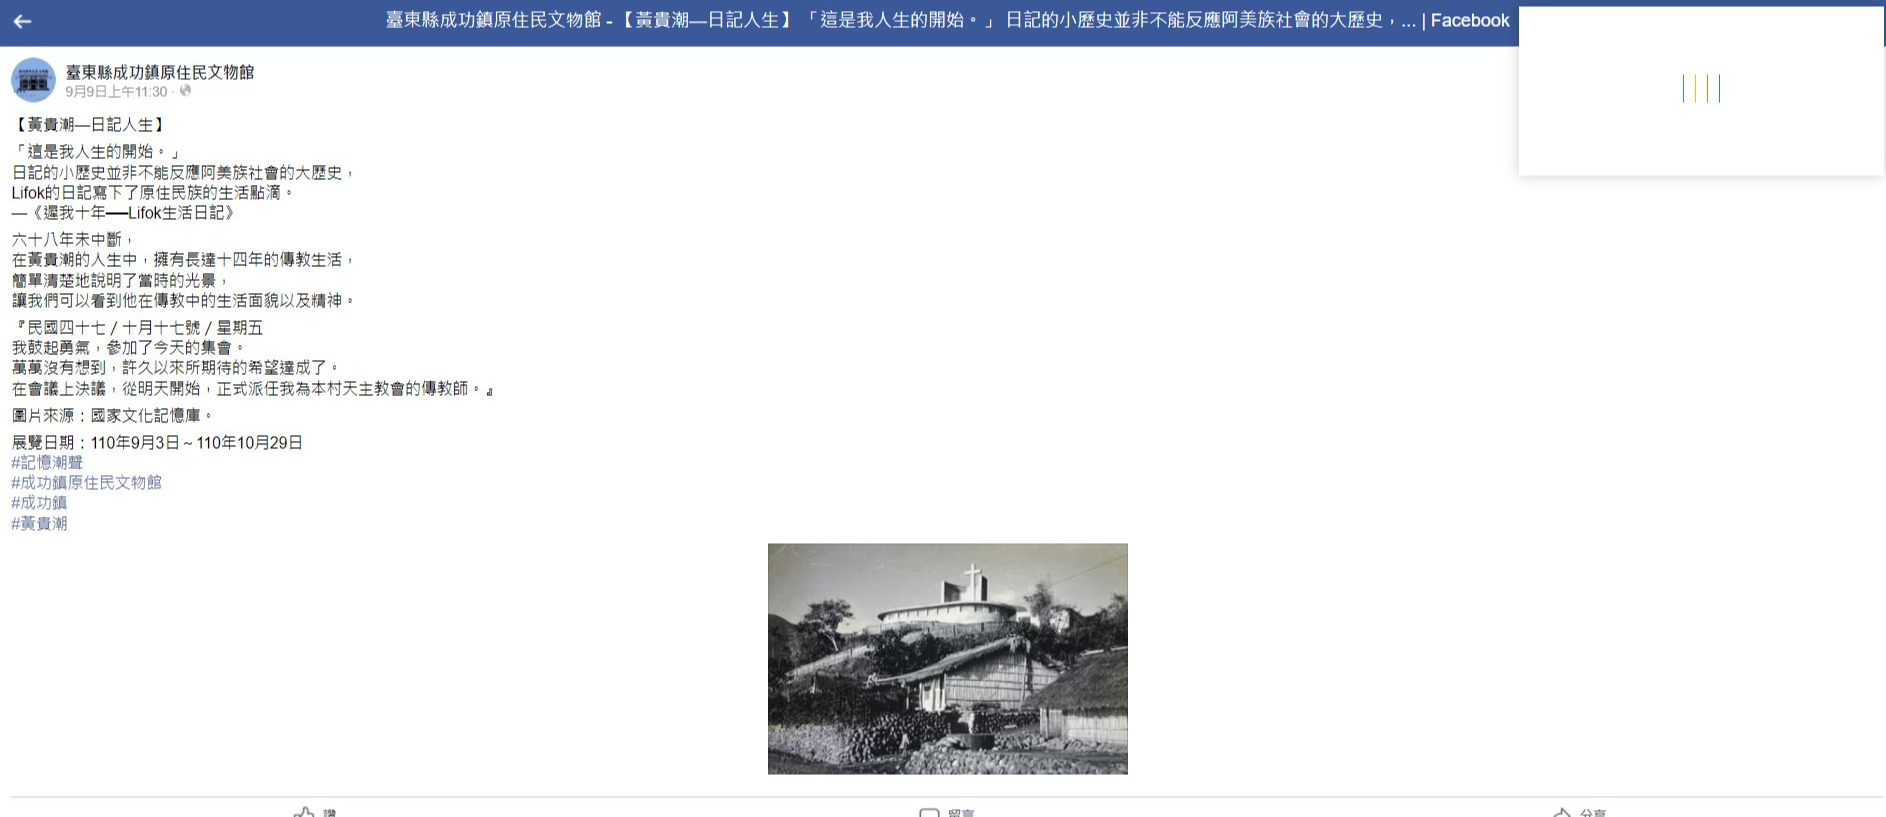 臺東縣成功鎮原住民文物館 - 【黃貴潮—日記人生】 「這是我人生的開始。」 日記的小歷史並非不能反應阿美族社會的大歷史，... | Facebook
臺東縣成功鎮原住民文物館
9月9日上午11:30 ·
【黃貴潮—日記人生】
「這是我人生的開始。」
日記的小歷史並非不能反應阿美族社會的大歷史，
Lifok的日記寫下了原住民族的生活點滴。
—《遲我十年──Lifok生活日記》
六十八年未中斷，
在黃貴潮的人生中，擁有長達十四年的傳教生活，
簡單清楚地說明了當時的光景，
讓我們可以看到他在傳教中的生活面貌以及精神。
『民國四十七 / 十月十七號 / 星期五
我鼓起勇氣，參加了今天的集會。
萬萬沒有想到，許久以來所期待的希望達成了。
在會議上決議，從明天開始，正式派任我為本村天主教會的傳教師。』
圖片來源：國家文化記憶庫。
展覽日期：110年9月3日～110年10月29日
#記憶潮聲
#成功鎮原住民文物館
#成功鎮
#黃貴潮
讚
留言
分享